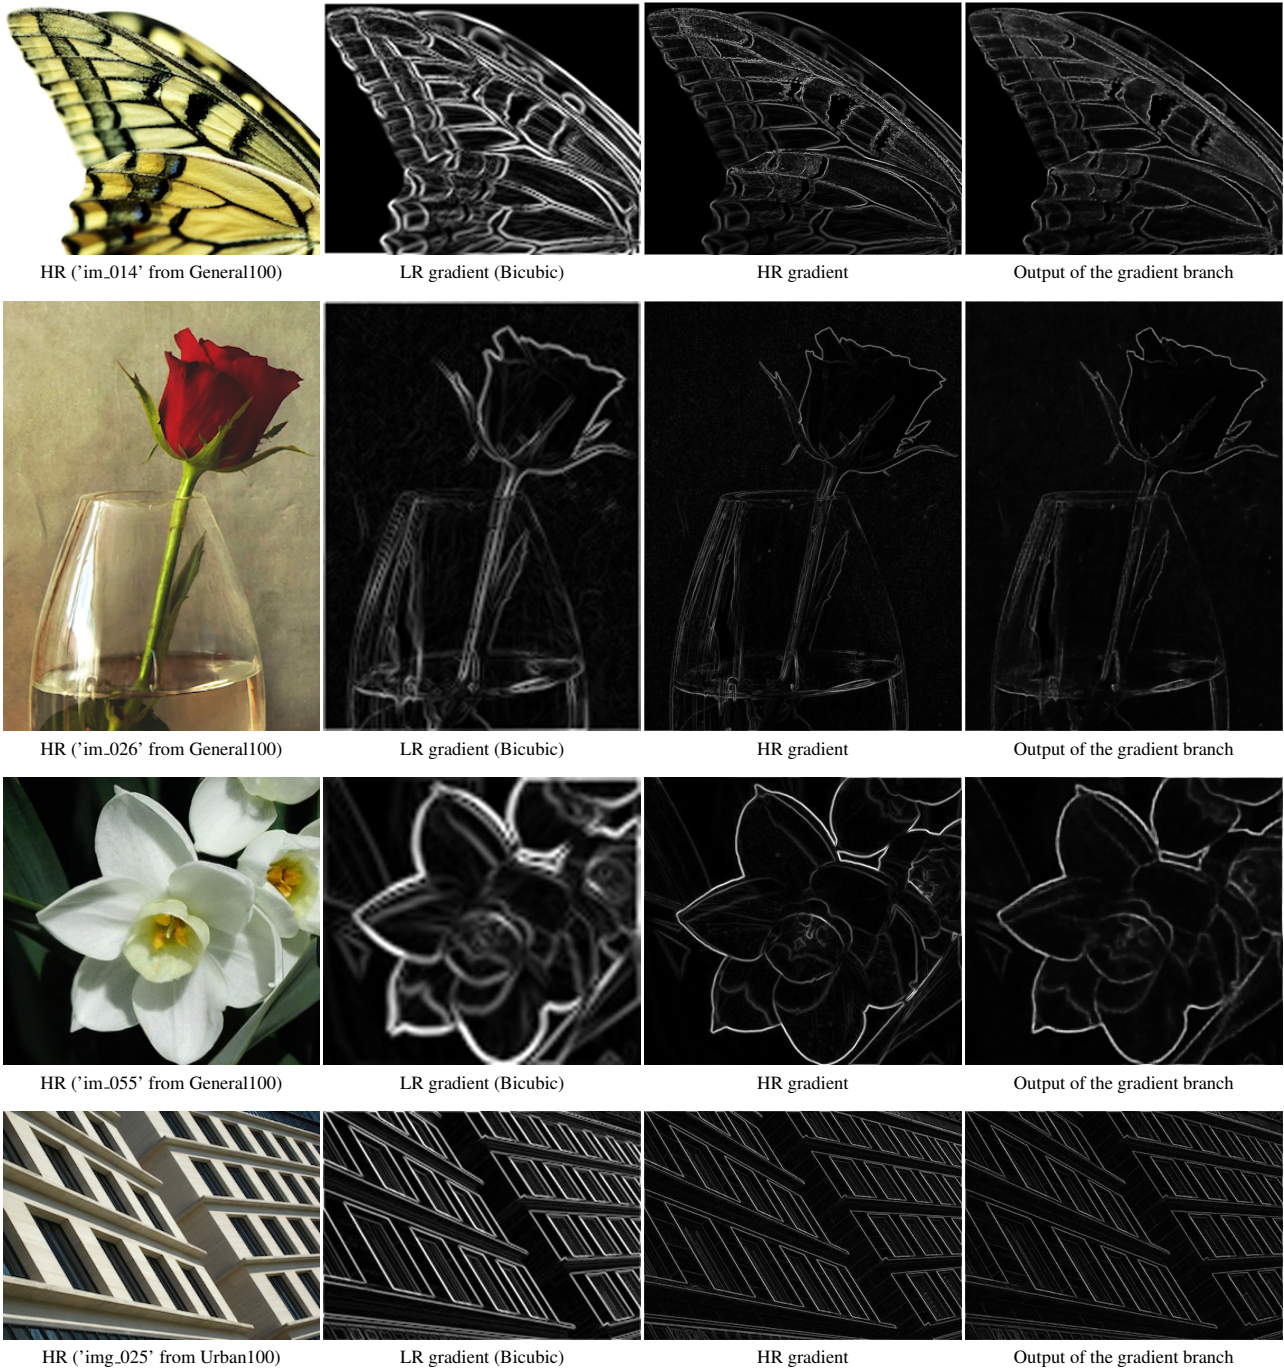 HR ('im_014' from General100) LR gradient (Bicubic) HR gradient Output of the gradient branch
HR ('im_026' from General100) LR gradient (Bicubic) HR gradient Output of the gradient branch
HR ('im_055' from General100) LR gradient (Bicubic) HR gradient Output of the gradient branch
HR ('img_025' from Urban100) LR gradient (Bicubic) HR gradient Output of the gradient branch